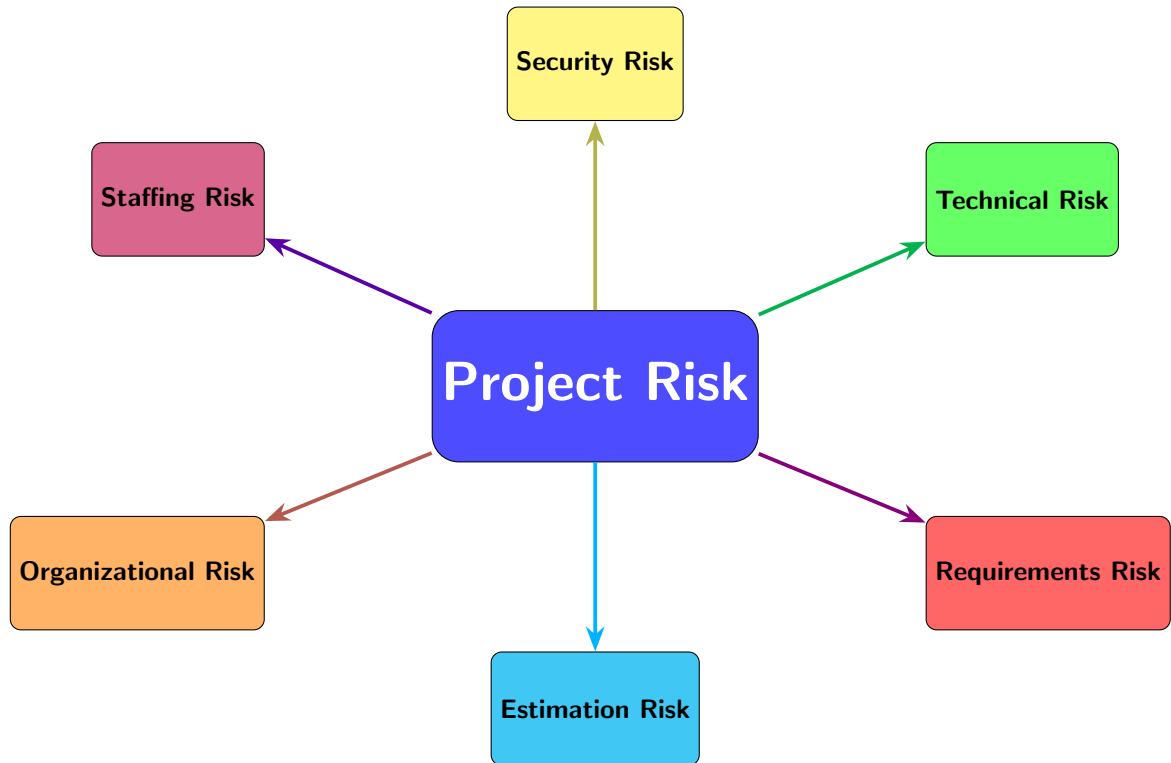 Security Risk
Staffing Risk
Technical Risk
Project Risk
Organizational Risk
Requirements Risk
Estimation Risk